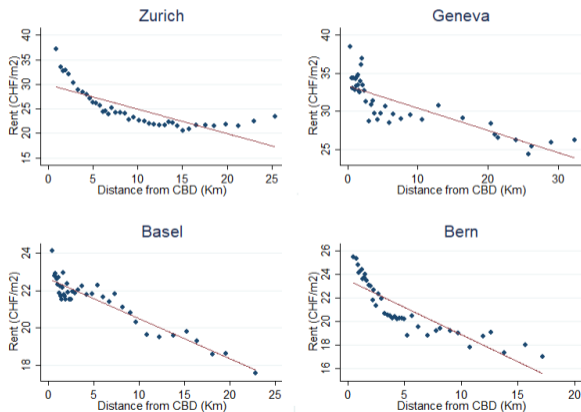 Zurich
Rent (CHF/m2)
15 20 25 30 35 40
0 5 10 15 20 25
Distance from CBD (Km)
Geneva
Rent (CHF/m2)
25 30 35 40
0 10 20 30
Distance from CBD (Km)
Basel
Rent (CHF/m2)
18 20 22 24
0 5 10 15 20 25
Distance from CBD (Km)
Bern
Rent (CHF/m2)
16 18 20 22 24 26
0 5 10 15 20
Distance from CBD (Km)